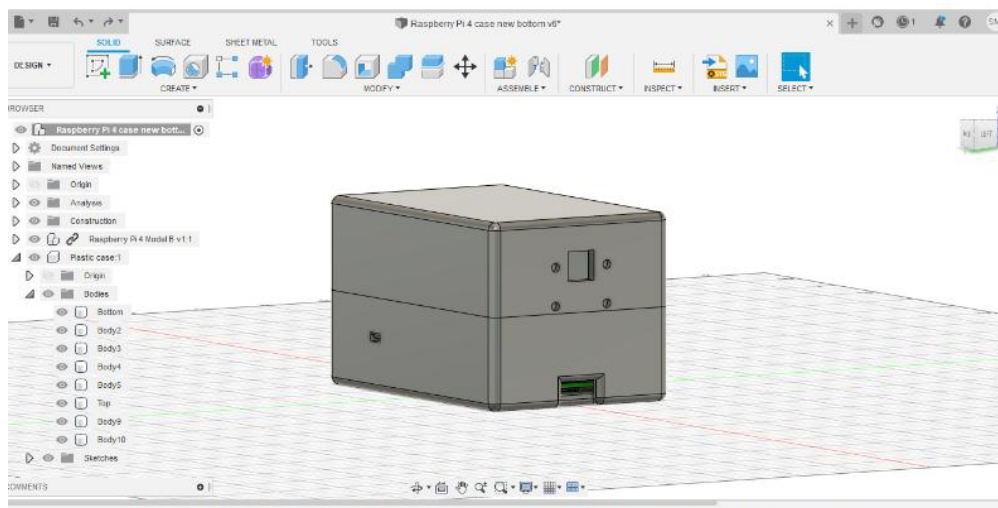 Raspberry Pi 4 case new bottom v6*
1
SOLID SURFACE SHEET METAL TOOLS
DESIGN
CREATE MODIFY ASSEMBLE CONSTRUCT INSPECT INSERT SELECT
BROWSER
Raspberry Pi 4 case new bott...
Document Settings
Named Views
Origin
Analysis
Construction
Raspberry Pi 4 Model B v1:1
Plastic case:1
Origin
Bodies
Bottom
Body2
Body3
Body4
Body5
Top
Body9
Body10
Sketches
COMMENTS
LEFT